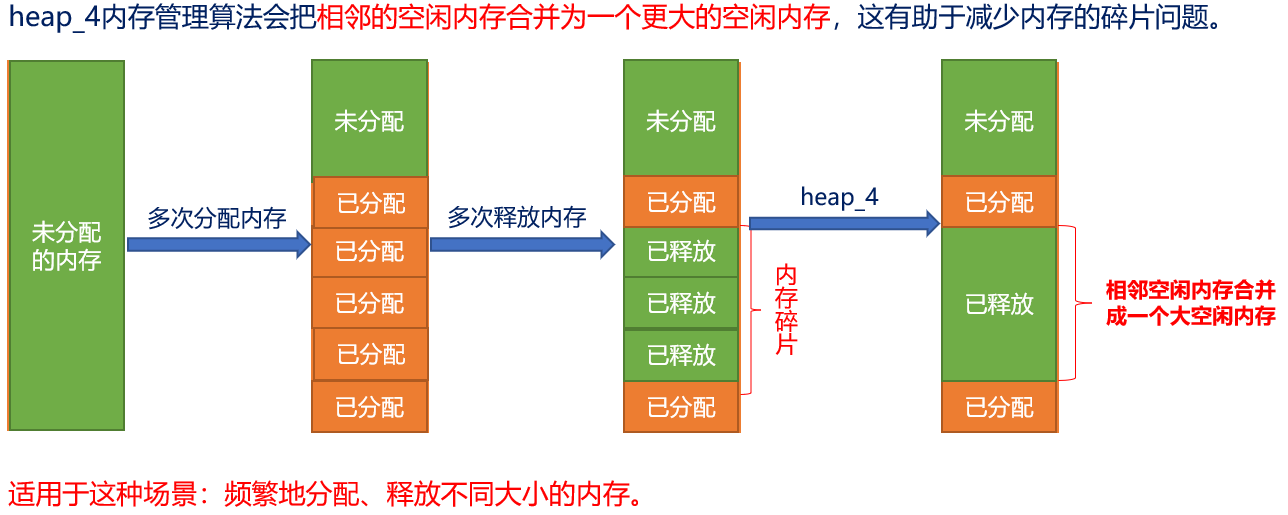 heap_4内存管理算法会把相邻的空闲内存合并为一个更大的空闲内存，这有助于减少内存的碎片问题。
未分配
的内存
多次分配内存
未分配
已分配
已分配
已分配
已分配
已分配
多次释放内存
未分配
已分配
已释放
已释放
已释放
已分配
内存碎片
heap_4
未分配
已分配
已释放
已分配
相邻空闲内存合并
成一个大空闲内存
适用于这种场景：频繁地分配、释放不同大小的内存。